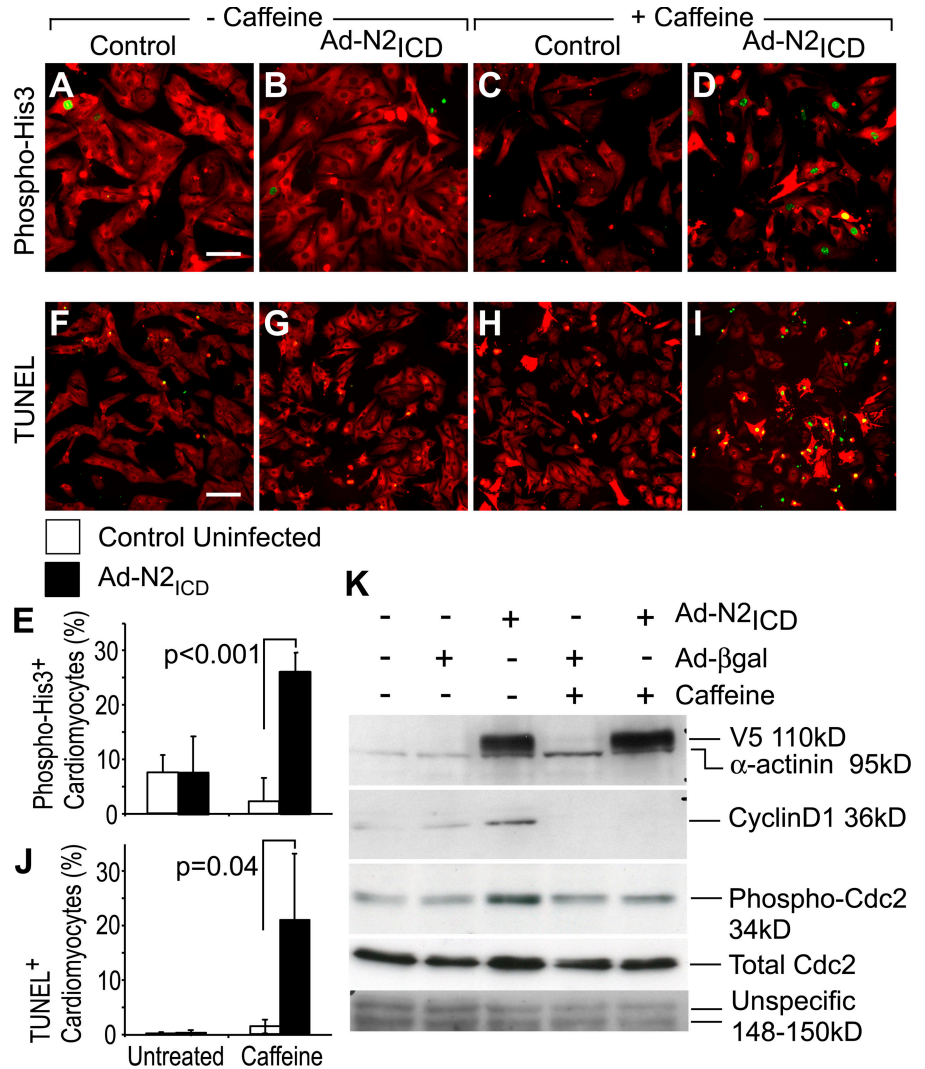 - Caffeine + Caffeine
Control Ad-N2ICD Control Ad-N2ICD
Phospho-His3
A B C D
TUNEL
F G H I
Control Uninfected
Ad-N2ICD
E
Phospho-His3+
Cardiomyocytes (%)
30
20
10
0
p<0.001
J
TUNEL+
Cardiomyocytes (%)
30
20
10
0
p=0.04
Untreated Caffeine
K
- - + - + Ad-N2ICD
- + - + - Ad-βgal
- - - + + Caffeine
V5 110kD
α-actinin 95kD
CyclinD1 36kD
Phospho-Cdc2
34kD
Total Cdc2
Unspecific
148-150kD